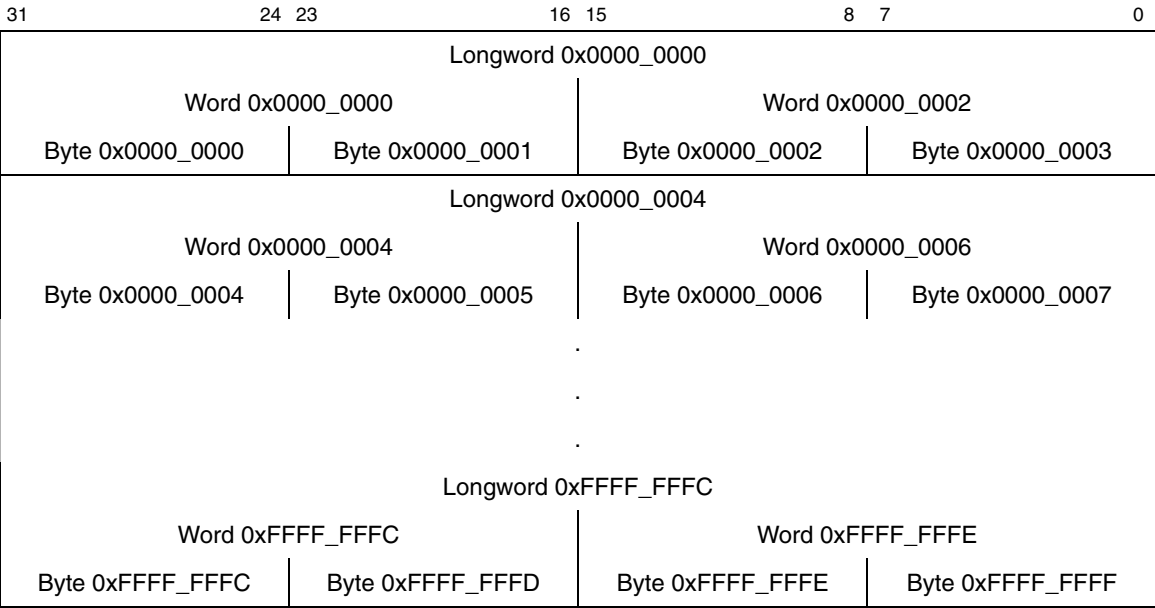 31 24 23 16 15 8 7 0
Longword 0x0000_0000
Word 0x0000_0000 Word 0x0000_0002
Byte 0x0000_0000 Byte 0x0000_0001 Byte 0x0000_0002 Byte 0x0000_0003
Longword 0x0000_0004
Word 0x0000_0004 Word 0x0000_0006
Byte 0x0000_0004 Byte 0x0000_0005 Byte 0x0000_0006 Byte 0x0000_0007
.
.
.
Longword 0xFFFF_FFFC
Word 0xFFFF_FFFC Word 0xFFFF_FFFE
Byte 0xFFFF_FFFC Byte 0xFFFF_FFFD Byte 0xFFFF_FFFE Byte 0xFFFF_FFFF